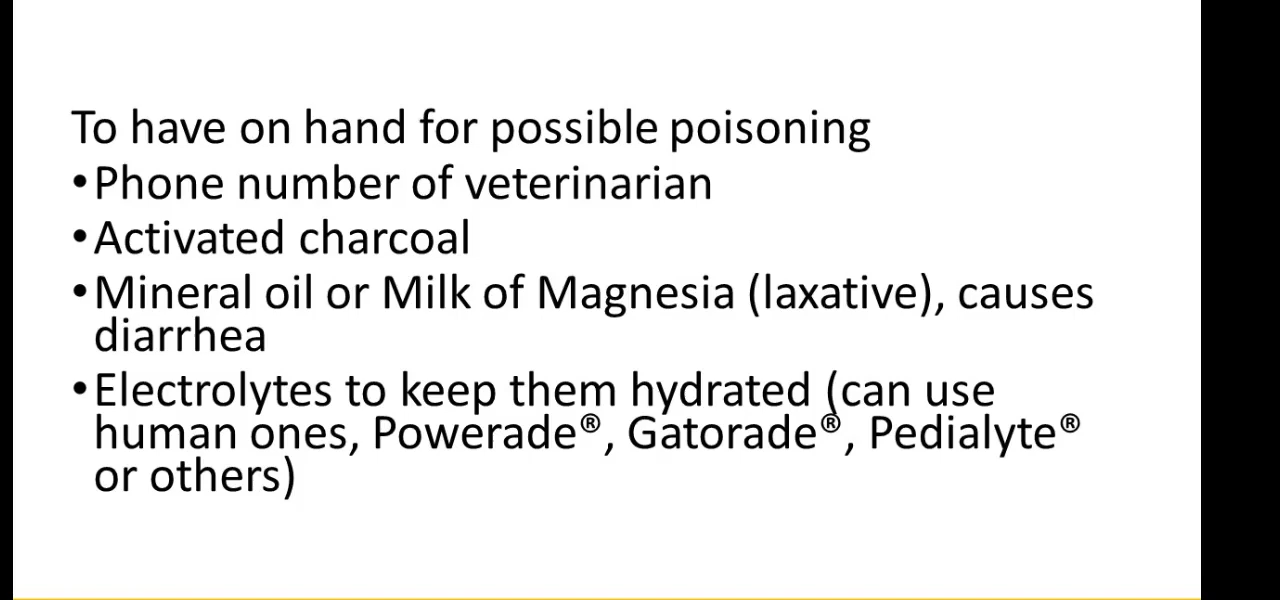 To have on hand for possible poisoning
•Phone number of veterinarian
•Activated charcoal
•Mineral oil or Milk of Magnesia (laxative), causes
diarrhea
•Electrolytes to keep them hydrated (can use
human ones, Powerade®, Gatorade®, Pedialyte®
or others)